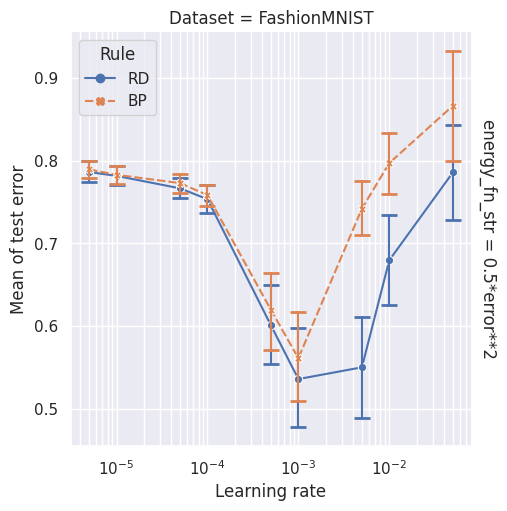 Dataset = FashionMNIST
Rule
RD
BP
0.9
0.8
0.7
0.6
0.5
Mean of test error
energy_fn_str = 0.5*error**2
10⁻⁵
10⁻⁴
10⁻³
10⁻²
Learning rate